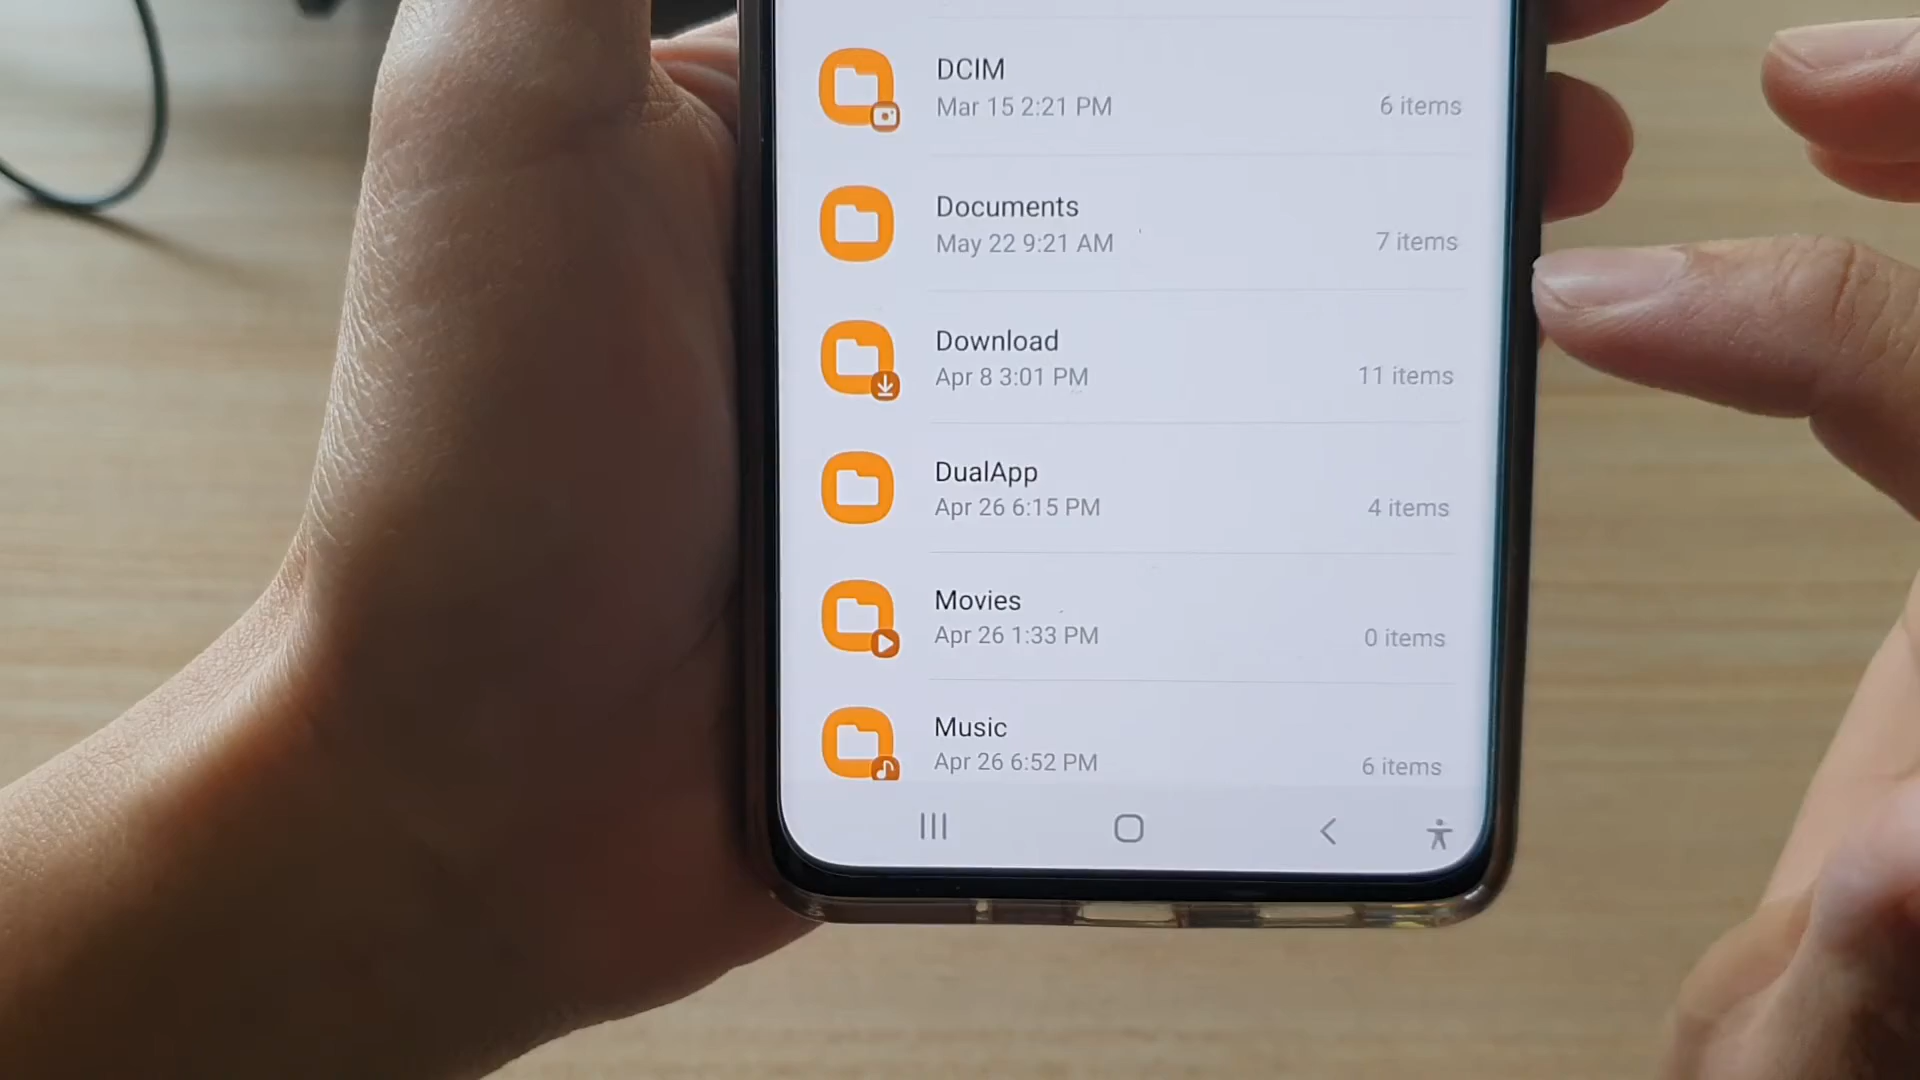 DCIM
Mar 15 2:21 PM
6 items
Documents
May 22 9:21 AM
7 items
Download
Apr 8 3:01 PM
11 items
DualApp
Apr 26 6:15 PM
4 items
Movies
Apr 26 1:33 PM
0 items
Music
Apr 26 6:52 PM
6 items